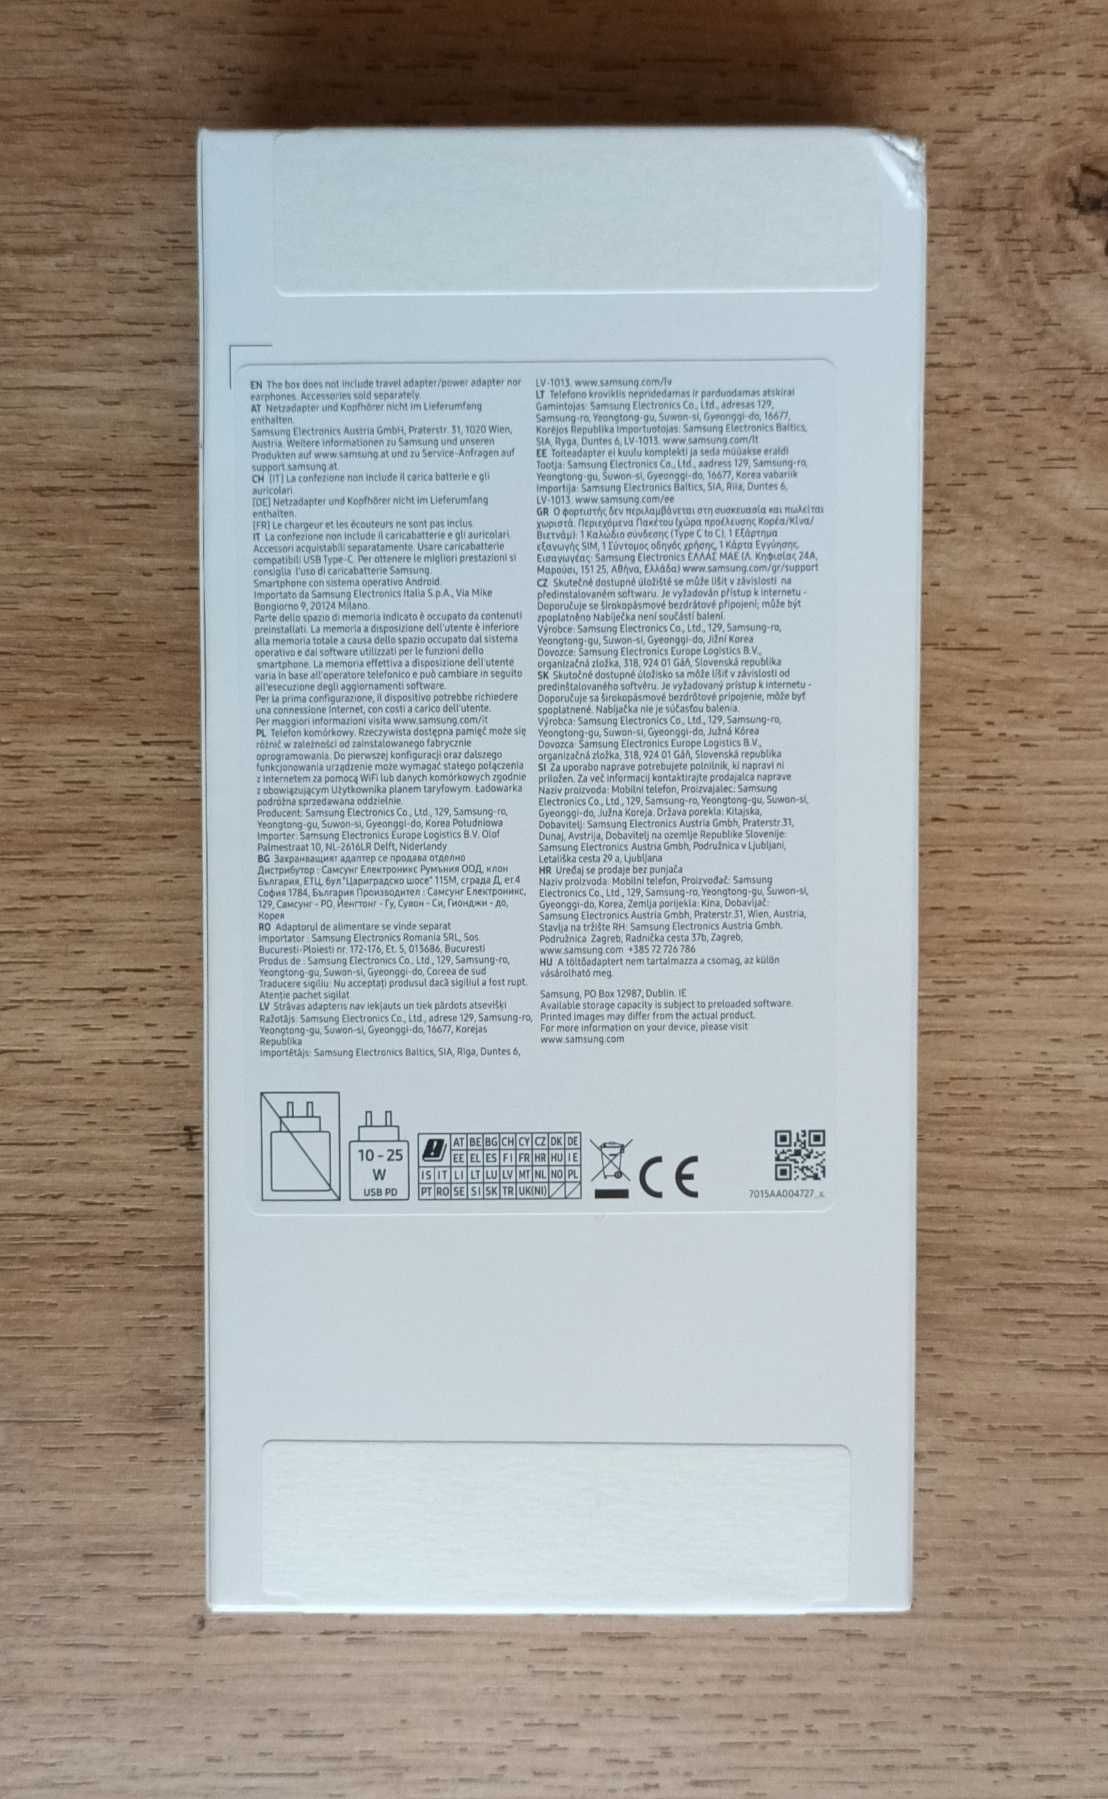 EN The box does not include travel adapter/power adapter nor
earphones. Accessories sold separately.
AT Netzadapter und Kopfhörer nicht im Lieferumfang
enthalten.
Samsung Electronics Austria GmbH, Praterstr. 31, 1020 Wien,
Austria. Weitere Informationen zu Samsung und unseren
Produkten auf www.samsung.at und zu Service-Anfragen auf
support.samsung.at.
CH [IT] La confezione non include il carica batterie e gli
auricolari.
[DE] Netzadapter und Kopfhörer nicht im Lieferumfang
enthalten.
[FR] Le chargeur et les écouteurs ne sont pas inclus.
IT La confezione non include il caricabatterie e gli auricolari.
Accessori acquistabili separatamente. Usare caricabatterie
compatibili USB Type-C. Per ottenere le migliori prestazioni si
consiglia l'uso di caricabatterie Samsung.
Smartphone con sistema operativo Android.
Importato da Samsung Electronics Italia S.p.A., Via Mike
Bongiorno 9, 20124 Milano.
Parte dello spazio di memoria indicato è occupato da contenuti
preinstallati. La memoria a disposizione dell'utente è inferiore
alla memoria totale a causa dello spazio occupato dal sistema
operativo e dai software utilizzati per le funzioni dello
smartphone. La memoria effettiva a disposizione dell'utente
varia in base all'operatore telefonico e può cambiare in seguito
all'esecuzione degli aggiornamenti software.
Per la prima configurazione, il dispositivo potrebbe richiedere
una connessione Internet, con costi a carico dell'utente.
Per maggiori informazioni visita www.samsung.com/it
PL Telefon komórkowy. Rzeczywista dostępna pamięć może się
różnić w zależności od zainstalowanego fabrycznie
oprogramowania. Do pierwszej konfiguracji oraz dalszego
funkcjonowania urządzenie może wymagać stałego połączenia
z Internetem za pomocą WiFi lub danych komórkowych zgodnie
z obowiązującym Użytkownika planem taryfowym. Ładowarka
podróżna sprzedawana oddzielnie.
Producent: Samsung Electronics Co., Ltd., 129, Samsung-ro,
Yeongtong-gu, Suwon-si, Gyeonggi-do, Korea Południowa
Importer: Samsung Electronics Europe Logistics B.V. Olof
Palmestraat 10, NL-2616LR Delft, Niderlandy
BG Захранващият адаптер се продава отделно
Дистрибутор : Самсунг Електроникс Румъния ООД, клон
България, ЕТЦ, бул"Цариградско шосе" 115М, сграда Д, ет.4
София 1784, България Производител : Самсунг Електроникс,
129, Самсунг - РО, Йенгтонг - Гу, Сувон - Си, Гионджи - до,
Корея
RO Adaptorul de alimentare se vinde separat
Importator : Samsung Electronics Romania SRL, Sos.
Bucuresti-Ploiesti nr. 172-176, Et. 5, 013686, Bucuresti
Produs de : Samsung Electronics Co., Ltd., 129, Samsung-ro,
Yeongtong-gu, Suwon-si, Gyeonggi-do, Coreea de sud
Traducere sigiliu: Nu acceptați produsul dacă sigiliul a fost rupt.
Atenție pachet sigilat
LV Strāvas adapteris nav iekļauts un tiek pārdots atsevišķi
Ražotājs: Samsung Electronics Co., Ltd., adrese 129, Samsung-ro,
Yeongtong-gu, Suwon-si, Gyeonggi-do, 16677, Korejas
Republika
Importētājs: Samsung Electronics Baltics, SIA, Rīga, Duntes 6,
LV-1013. www.samsung.com/lv
LT Telefono kroviklis nepridedamas ir parduodamas atskirai
Gamintojas: Samsung Electronics Co., Ltd., adresas 129,
Samsung-ro, Yeongtong-gu, Suwon-si, Gyeonggi-do, 16677,
Korėjos Respublika Importuotojas: Samsung Electronics Baltics,
SIA, Ryga, Duntes 6, LV-1013. www.samsung.com/lt
EE Toiteadapter ei kuulu komplekti ja seda müüakse eraldi
Tootja: Samsung Electronics Co., Ltd., aadress 129, Samsung-ro,
Yeongtong-gu, Suwon-si, Gyeonggi-do, 16677, Korea vabariik
Importija: Samsung Electronics Baltics, SIA, Riia, Duntes 6,
LV-1013. www.samsung.com/ee
GR Ο φορτιστής δεν περιλαμβάνεται στη συσκευασία και πωλείται
χωριστά. Περιεχόμενα Πακέτου (χώρα προέλευσης Κορέα/Κίνα/
Βιετνάμ): 1 Καλώδιο σύνδεσης (Type C to C), 1 Εξάρτημα
εξαγωγής SIM, 1 Σύντομος οδηγός χρήσης, 1 Κάρτα Εγγύησης.
Εισαγωγέας: Samsung Electronics ΕΛΛΑΣ ΜΑΕ (Λ. Κηφισίας 24Α,
Μαρούσι, 151 25, Αθήνα, Ελλάδα) www.samsung.com/gr/support
CZ Skutečné dostupné úložiště se může lišit v závislosti na
předinstalovaném softwaru. Je vyžadován přístup k internetu -
Doporučuje se širokopásmové bezdrátové připojení; může být
zpoplatněno Nabíječka není součástí balení.
Výrobce: Samsung Electronics Co., Ltd., 129, Samsung-ro,
Yeongtong-gu, Suwon-si, Gyeonggi-do, Jižní Korea
Dovozce: Samsung Electronics Europe Logistics B.V.,
organizačná zložka, 318, 924 01 Gáň, Slovenská republika
SK Skutočné dostupné úložisko sa môže líšiť v závislosti od
predinštalovaného softvéru. Je vyžadovaný prístup k internetu -
Doporučuje sa širokopásmové bezdrôtové pripojenie, môže byť
spoplatnené. Nabíjačka nie je súčasťou balenia.
Výrobca: Samsung Electronics Co., Ltd., 129, Samsung-ro,
Yeongtong-gu, Suwon-si, Gyeonggi-do, Južná Kórea
Dovozca: Samsung Electronics Europe Logistics B.V.,
organizačná zložka, 318, 924 01 Gáň, Slovenská republika
SI Za uporabo naprave potrebujete polnilnik, ki napravi ni
priložen. Za več informacij kontaktirajte prodajalca naprave
Naziv proizvoda: Mobilni telefon, Proizvajalec: Samsung
Electronics Co., Ltd., 129, Samsung-ro, Yeongtong-gu, Suwon-si,
Gyeonggi-do, Južna Koreja. Država porekla: Kitajska,
Dobavitelj: Samsung Electronics Austria Gmbh, Praterstr.31,
Dunaj, Avstrija, Dobavitelj na ozemlje Republike Slovenije:
Samsung Electronics Austria Gmbh, Podružnica v Ljubljani,
Letališka cesta 29 a, Ljubljana
HR Uređaj se prodaje bez punjača
Naziv proizvoda: Mobilni telefon, Proizvođač: Samsung
Electronics Co., Ltd., 129, Samsung-ro, Yeongtong-gu, Suwon-si,
Gyeonggi-do, Korea, Zemlja porijekla: Kina, Dobavljač:
Samsung Electronics Austria Gmbh, Praterstr.31, Wien, Austria,
Stavlja na tržište RH: Samsung Electronics Austria Gmbh.
Podružnica Zagreb, Radnička cesta 37b, Zagreb,
www.samsung.com +385 72 726 786
HU A töltőadaptert nem tartalmazza a csomag, az külön
vásárolható meg.
Samsung, PO Box 12987, Dublin. IE
Available storage capacity is subject to preloaded software.
Printed images may differ from the actual product.
For more information on your device, please visit
www.samsung.com
10 - 25
W
USB PD
AT BE BG CH CY CZ DK DE
EE EL ES FI FR HR HU IE
IS IT LI LT LU LV MT NL NO PL
PT RO SE SI SK TR UK(NI)
CE
7015AA004727_x